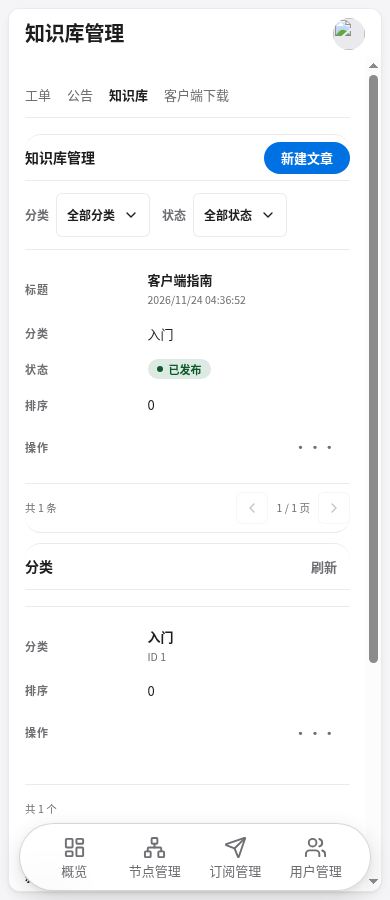 知识库管理
工单 公告 知识库 客户端下载
知识库管理 新建文章
分类 全部分类 状态 全部状态
标题 客户端指南
2026/11/24 04:36:52
分类 入门
状态 已发布
排序 0
操作
共 1 条 1 / 1 页
分类 刷新
分类 入门
ID 1
排序 0
操作
共 1 个
概览 节点管理 订阅管理 用户管理